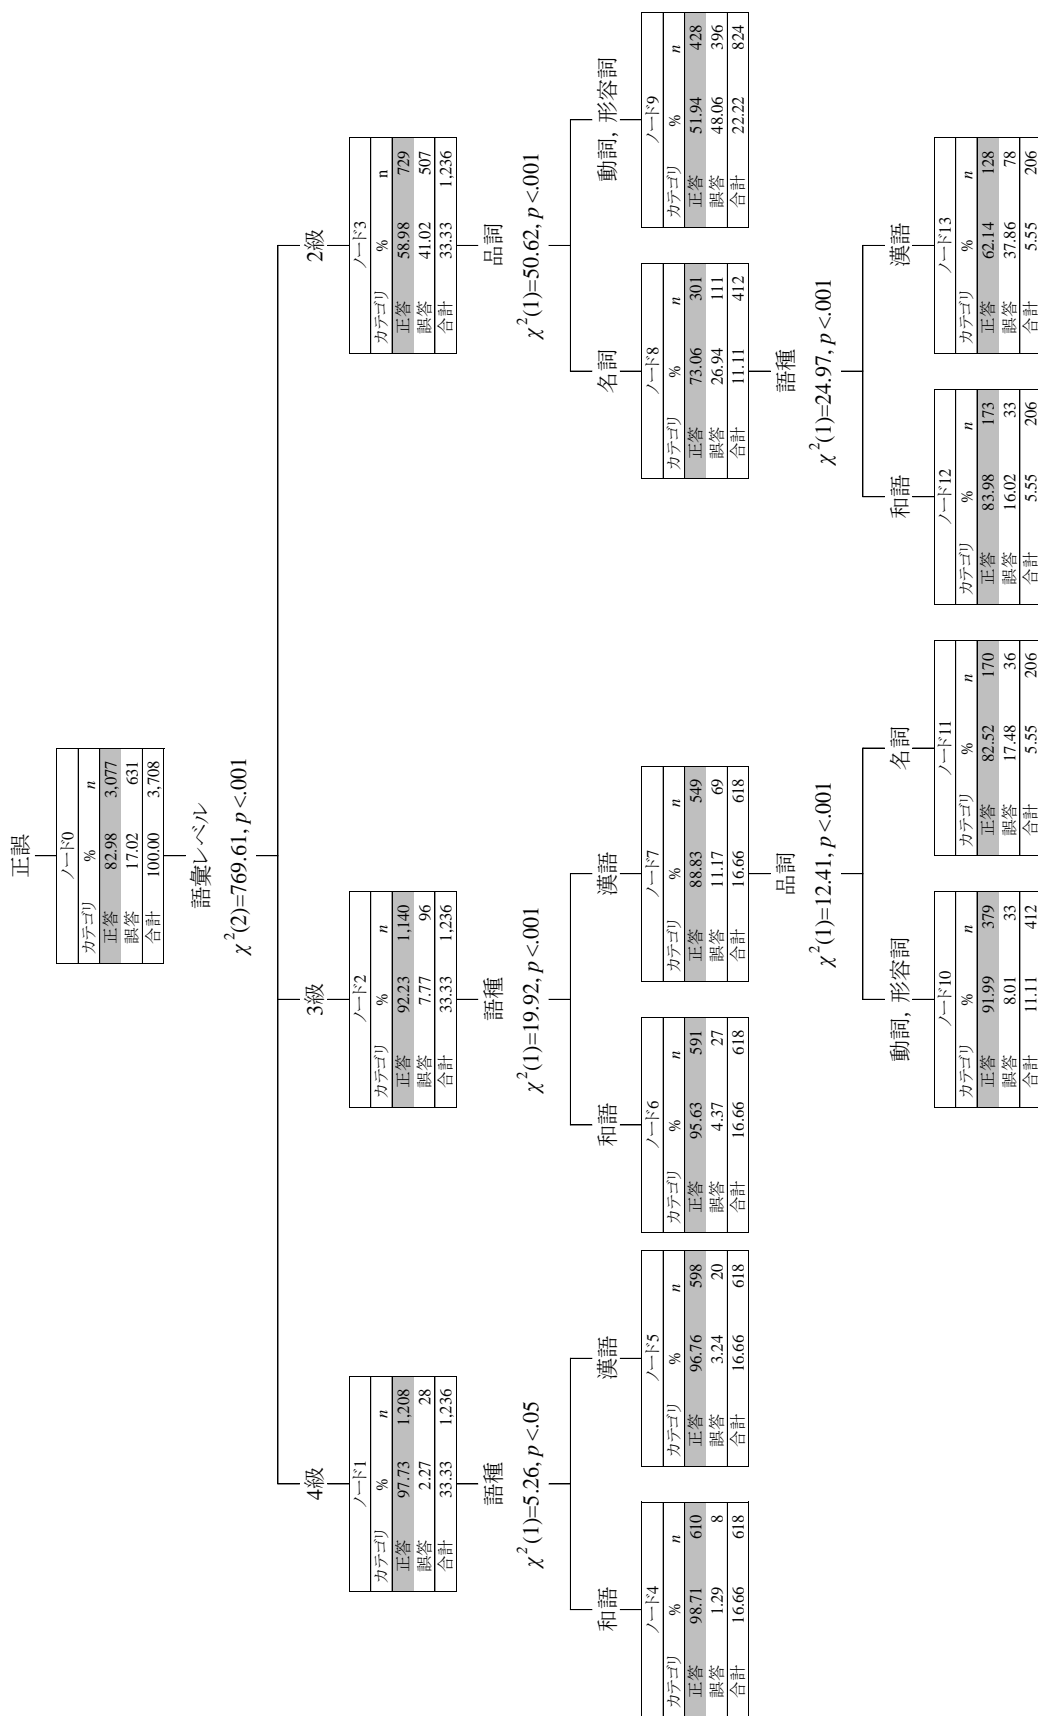 正誤
ノード0
カテゴリ % n
正答 82.98 3,077
誤答 17.02 631
合計 100.00 3,708
語彙レベル
χ²(2)=769.61, p<.001
4級
ノード1
カテゴリ % n
正答 97.73 1,208
誤答 2.27 28
合計 33.33 1,236
語種
χ²(1)=5.26, p<.05
3級
ノード2
カテゴリ % n
正答 92.23 1,140
誤答 7.77 96
合計 33.33 1,236
語種
χ²(1)=19.92, p<.001
2級
ノード3
カテゴリ % n
正答 58.98 729
誤答 41.02 507
合計 33.33 1,236
品詞
χ²(1)=50.62, p<.001
和語
ノード4
カテゴリ % n
正答 98.71 610
誤答 1.29 8
合計 16.66 618
漢語
ノード5
カテゴリ % n
正答 96.76 598
誤答 3.24 20
合計 16.66 618
和語
ノード6
カテゴリ % n
正答 95.63 591
誤答 4.37 27
合計 16.66 618
漢語
ノード7
カテゴリ % n
正答 88.83 549
誤答 11.17 69
合計 16.66 618
品詞
χ²(1)=12.41, p<.001
名詞
ノード8
カテゴリ % n
正答 73.06 301
誤答 26.94 111
合計 11.11 412
語種
χ²(1)=24.97, p<.001
動詞, 形容詞
ノード9
カテゴリ % n
正答 51.94 428
誤答 48.06 396
合計 22.22 824
動詞, 形容詞
ノード10
カテゴリ % n
正答 91.99 379
誤答 8.01 33
合計 11.11 412
名詞
ノード11
カテゴリ % n
正答 82.52 170
誤答 17.48 36
合計 5.55 206
和語
ノード12
カテゴリ % n
正答 83.98 173
誤答 16.02 33
合計 5.55 206
漢語
ノード13
カテゴリ % n
正答 62.14 128
誤答 37.86 78
合計 5.55 206